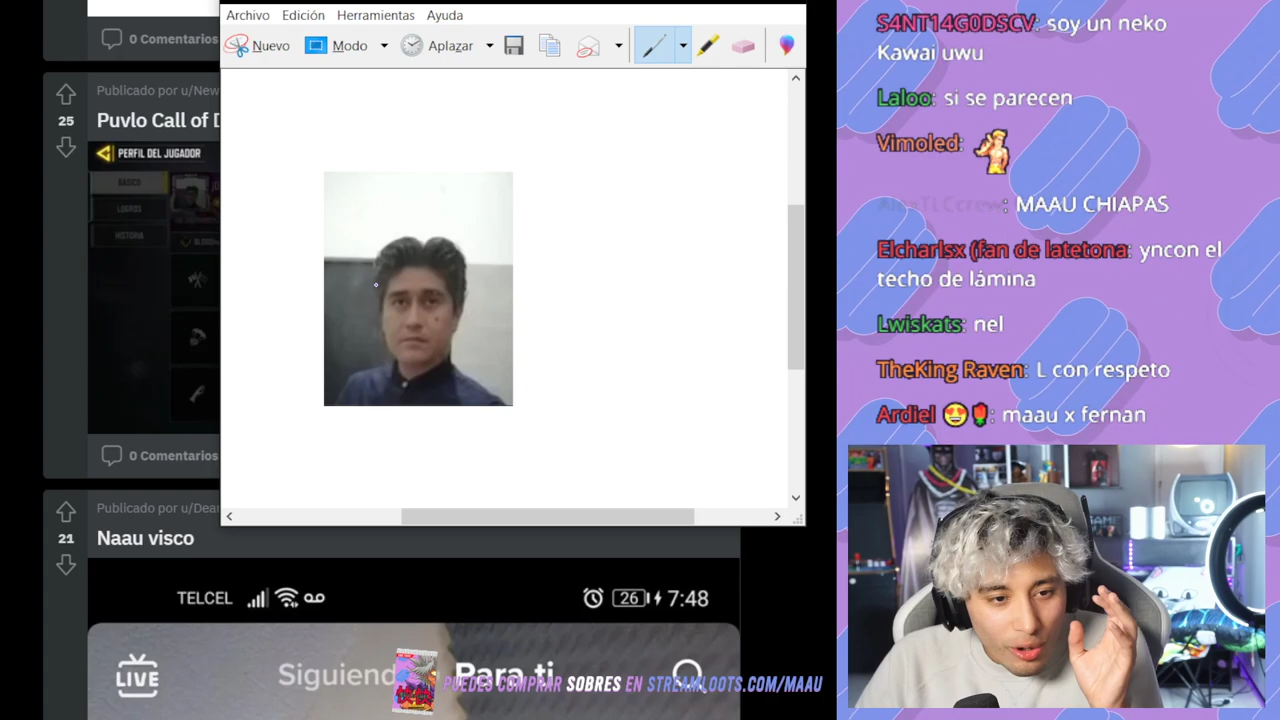 0 Comentarios
Publicado por u/New
25
Puvlo Call of D
PERFIL DEL JUGADOR
BÁSICO
LOGROS
HISTORIA
0 Comentarios
Publicado por u/Dear
21
Naau visco
TELCEL
26
7:48
LIVE
Siguiend
Para ti
PUEDES COMPRAR SOBRES EN STREAMLOOTS.COM/MAAU
Archivo Edición Herramientas Ayuda
Nuevo Modo Aplazar
S4NT14G0DSCV: soy un neko
Kawai uwu
Laloo: si se parecen
Vimoled:
: MAAU CHIAPAS
Elcharlsx (fan de latetona: yncon el
techo de lámina
Lwiskats: nel
TheKing Raven: L con respeto
Ardiel 😍🌹: maau x fernan